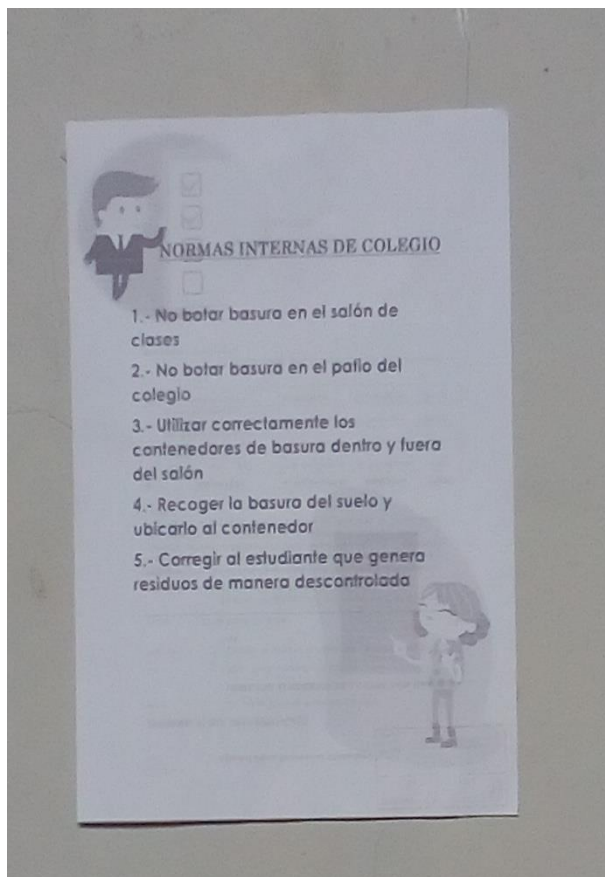 NORMAS INTERNAS DE COLEGIO
1.- No botar basura en el salón de
clases
2.- No botar basura en el patio del
colegio
3.- Utilizar correctamente los
contenedores de basura dentro y fuera
del salón
4.- Recoger la basura del suelo y
ubicarlo al contenedor
5.- Corregir al estudiante que genera
residuos de manera descontrolada